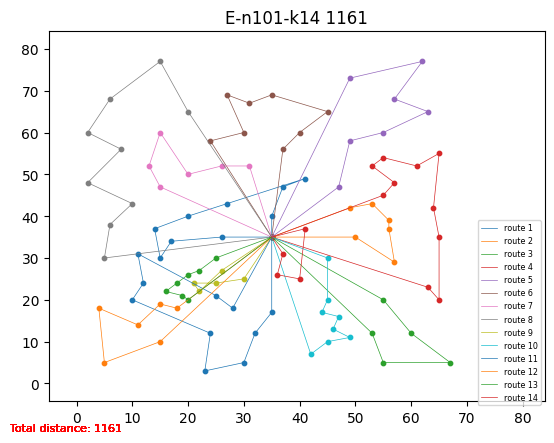 E-n101-k14 1161
80
70
60
50
40
30
20
10
0
0
10
20
30
40
50
60
70
80
route 1
route 2
route 3
route 4
route 5
route 6
route 7
route 8
route 9
route 10
route 11
route 12
route 13
route 14
Total distance: 1161